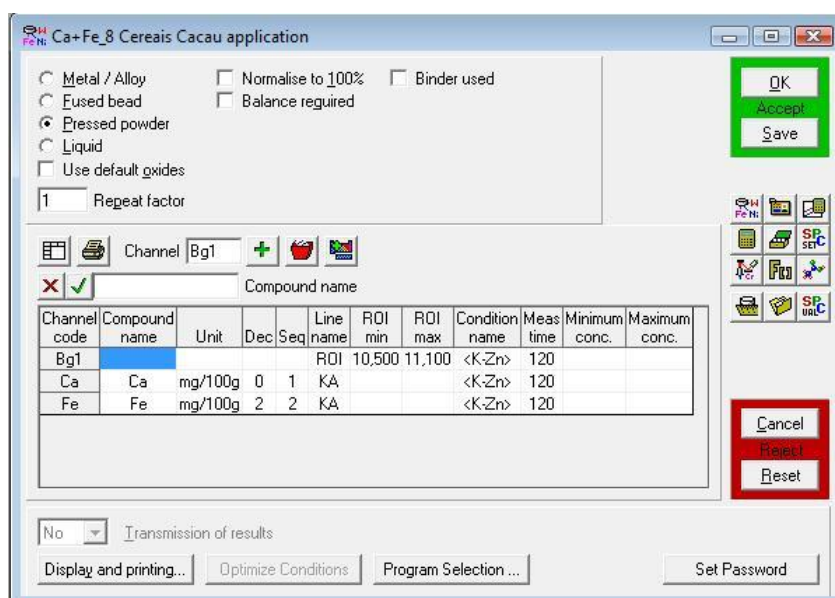 Ca+Fe_8 Cereais Cacau application
Metal / Alloy
Normalise to 100%
Binder used
Fused bead
Balance required
Pressed powder
Liquid
Use default oxides
1 Repeat factor
OK
Accept
Save
Channel Bg1
Compound name
Channel code Compound name Unit Dec Seq Line name ROI min ROI max Condition name Meas time Minimum conc. Maximum conc.
Bg1 ROI 10,500 11,100 <K-Zn> 120
Ca Ca mg/100g 0 1 KA <K-Zn> 120
Fe Fe mg/100g 2 2 KA <K-Zn> 120
Cancel
Reject
Reset
No Transmission of results
Display and printing... Optimize Conditions Program Selection ... Set Password